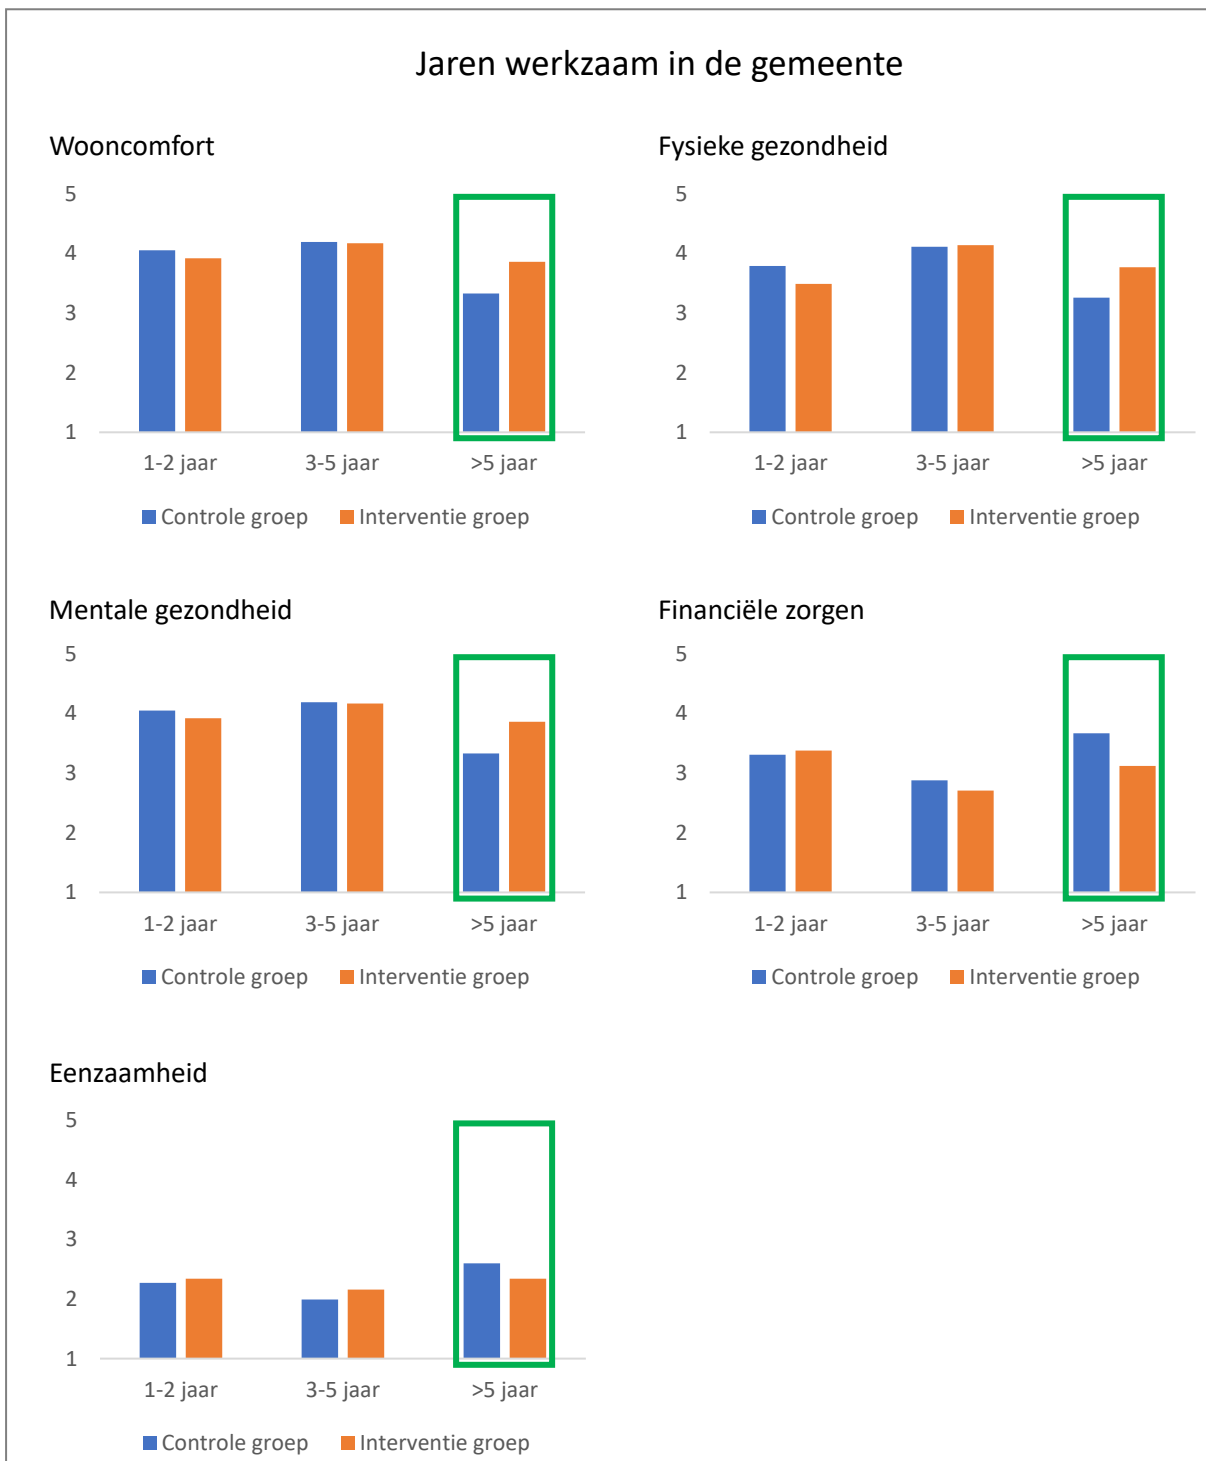 Jaren werkzaam in de gemeente
Wooncomfort
5
4
3
2
1
1-2 jaar 3-5 jaar >5 jaar
Controle groep Interventie groep
Fysieke gezondheid
5
4
3
2
1
1-2 jaar 3-5 jaar >5 jaar
Controle groep Interventie groep
Mentale gezondheid
5
4
3
2
1
1-2 jaar 3-5 jaar >5 jaar
Controle groep Interventie groep
Financiële zorgen
5
4
3
2
1
1-2 jaar 3-5 jaar >5 jaar
Controle groep Interventie groep
Eenzaamheid
5
4
3
2
1
1-2 jaar 3-5 jaar >5 jaar
Controle groep Interventie groep